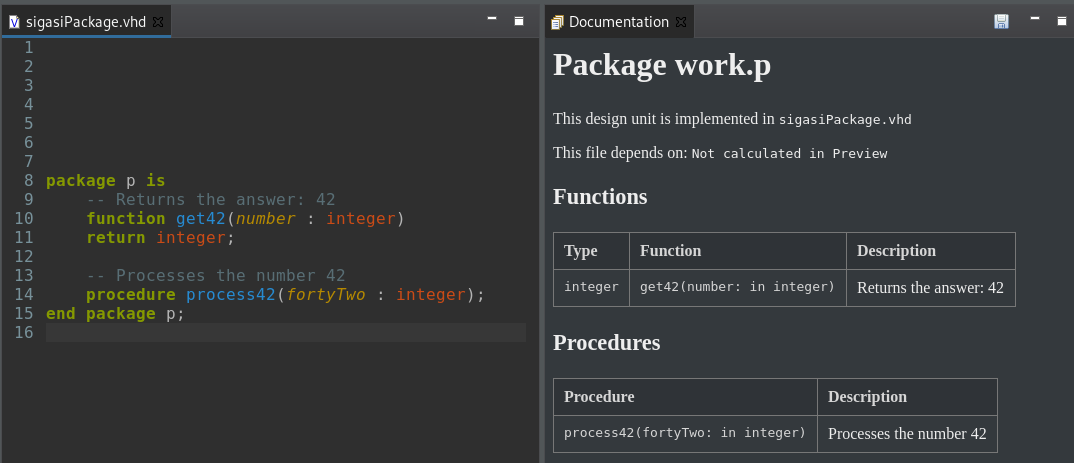 sigasiPackage.vhd
1
2
3
4
5
6
7
8 package p is
9 -- Returns the answer: 42
10 function get42(number : integer)
11 return integer;
12
13 -- Processes the number 42
14 procedure process42(fortyTwo : integer);
15 end package p;
16
Documentation
Package work.p
This design unit is implemented in sigasiPackage.vhd
This file depends on: Not calculated in Preview
Functions
Type Function Description
integer get42(number: in integer) Returns the answer: 42
Procedures
Procedure Description
process42(fortyTwo: in integer) Processes the number 42